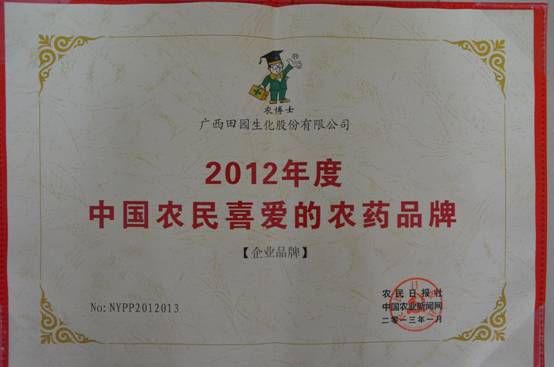 农博士
广西田园生化股份有限公司
2012年度
中国农民喜爱的农药品牌
【企业品牌】
No: NYPP2012013
农民日报社
中国农业新闻网
二零一三年一月